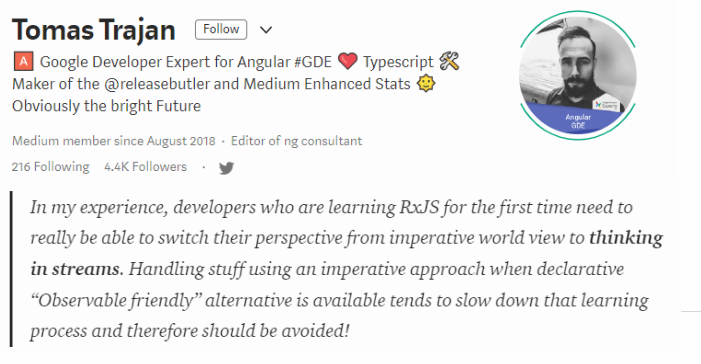 Tomas Trajan Follow
A Google Developer Expert for Angular #GDE ❤️ Typescript 🛠
Maker of the @releasebutler and Medium Enhanced Stats 🌞
Obviously the bright Future
Medium member since August 2018 · Editor of ng consultant
216 Following 4.4K Followers ·
Angular
GDE
In my experience, developers who are learning RxJS for the first time need to
really be able to switch their perspective from imperative world view to thinking
in streams. Handling stuff using an imperative approach when declarative
“Observable friendly” alternative is available tends to slow down that learning
process and therefore should be avoided!